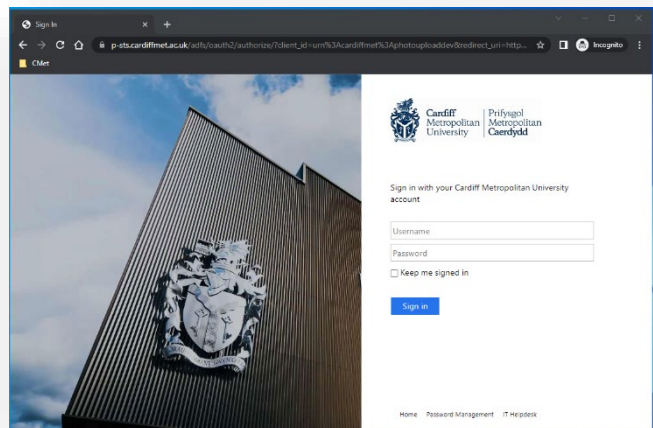 Sign In
p-sts.cardiffmet.ac.uk/adfs/oauth2/authorize/?client_id=urn%3Acardiffmet%3Aphotouploaddev&redirect_uri=http... Incognito
CMet
Cardiff
Metropolitan
University
Prifysgol
Metropolitan
Caerdydd
Sign in with your Cardiff Metropolitan University
account
Username
Password
Keep me signed in
Sign in
Home Password Management IT Helpdesk